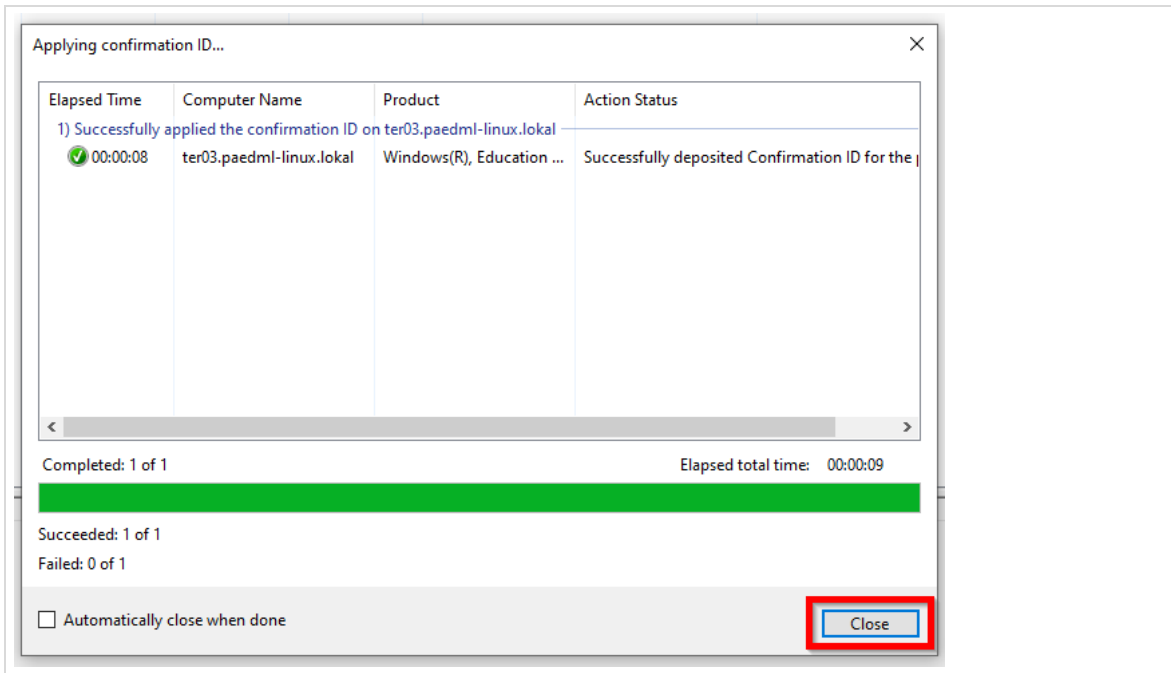 Applying confirmation ID...
Elapsed Time Computer Name Product Action Status
1) Successfully applied the confirmation ID on ter03.paedml-linux.lokal
00:00:08 ter03.paedml-linux.lokal Windows(R), Education ... Successfully deposited Confirmation ID for the
Completed: 1 of 1 Elapsed total time: 00:00:09
Succeeded: 1 of 1
Failed: 0 of 1
Automatically close when done Close